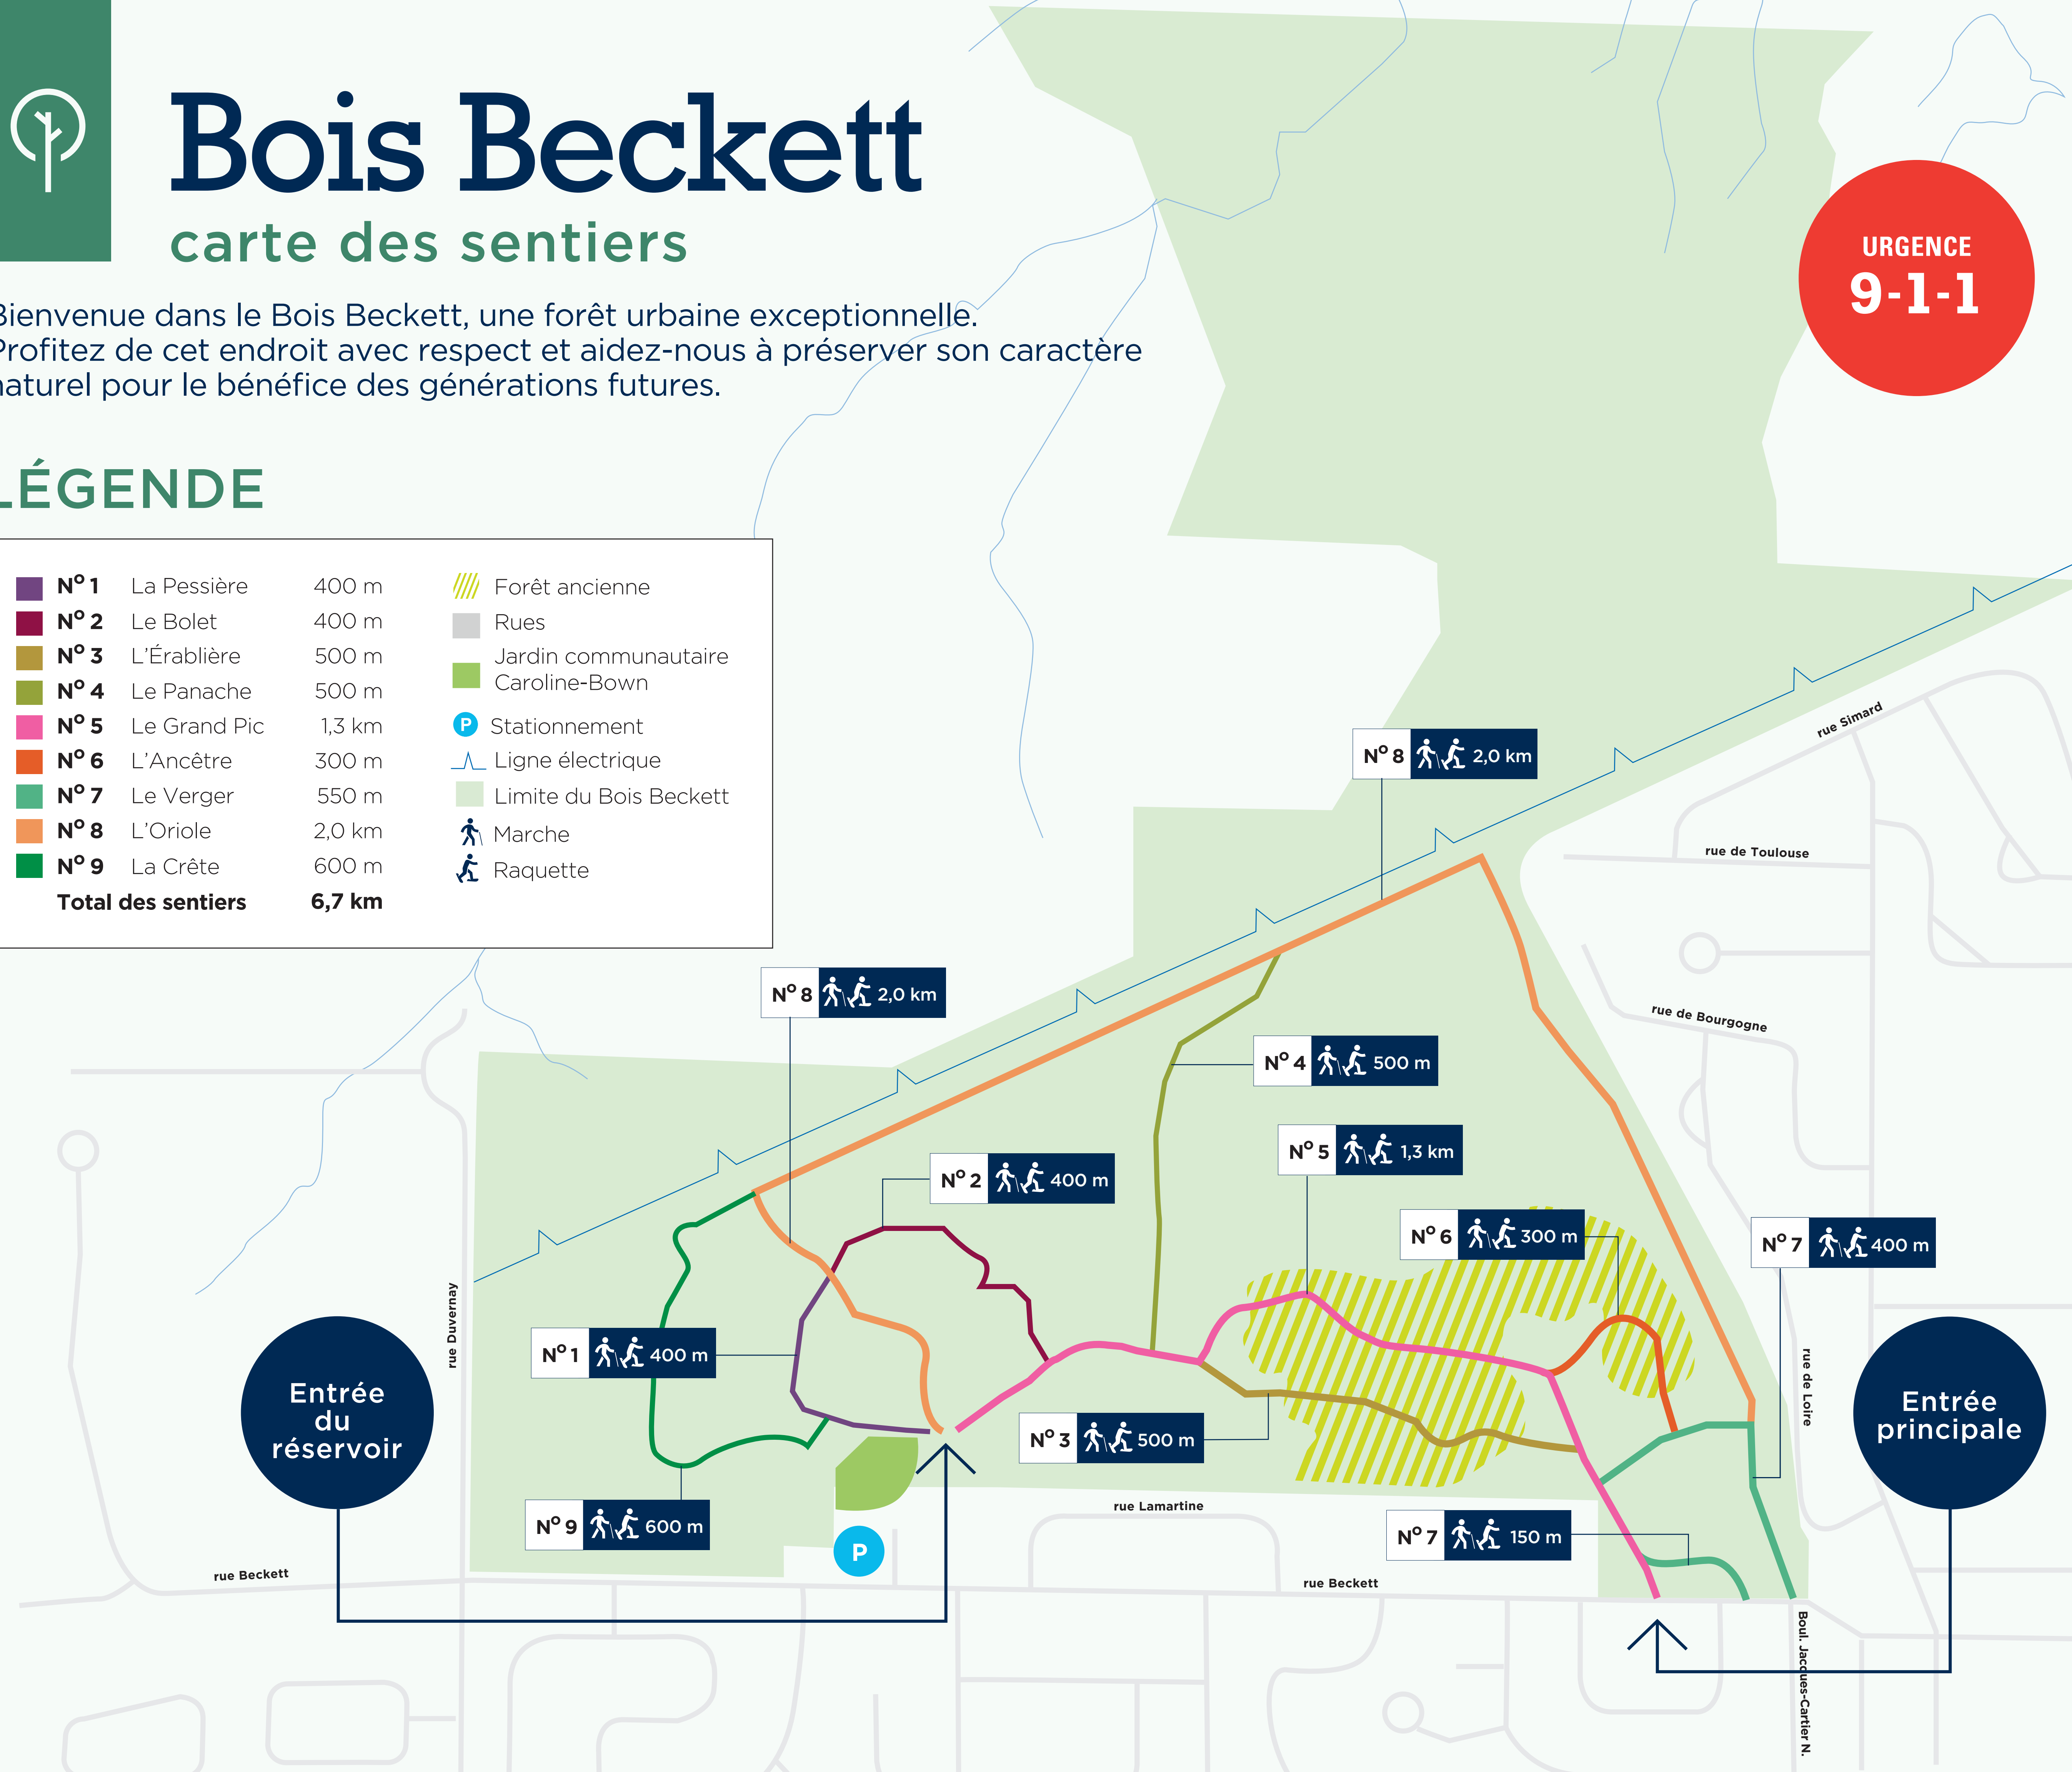 Bois Beckett
carte des sentiers
URGENCE
9-1-1
Bienvenue dans le Bois Beckett, une forêt urbaine exceptionnelle.
Profitez de cet endroit avec respect et aidez-nous à préserver son caractère
naturel pour le bénéfice des générations futures.
LÉGENDE
Nº 1 La Pessière 400 m
Nº 2 Le Bolet 400 m
Nº 3 L'Érablière 500 m
Nº 4 Le Panache 500 m
Nº 5 Le Grand Pic 1,3 km
Nº 6 L'Ancêtre 300 m
Nº 7 Le Verger 550 m
Nº 8 L'Oriole 2,0 km
Nº 9 La Crête 600 m
Total des sentiers 6,7 km
Forêt ancienne
Rues
Jardin communautaire
Caroline-Bown
P Stationnement
Ligne électrique
Limite du Bois Beckett
Marche
Raquette
rue Simard
Nº 8 2,0 km
rue de Toulouse
Nº 8 2,0 km
rue de Bourgogne
Nº 4 500 m
Nº 5 1,3 km
Nº 2 400 m
Nº 6 300 m
Nº 7 400 m
rue Duvernay
Nº 1 400 m
rue de Loire
Entrée
du
réservoir
Entrée
principale
Nº 3 500 m
rue Lamartine
Nº 9 600 m
Nº 7 150 m
P
rue Beckett
rue Beckett
Boul. Jacques-Cartier N.